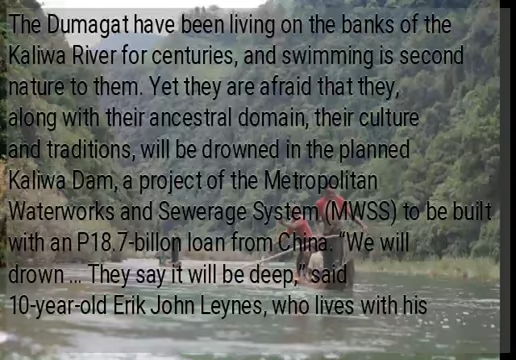 The Dumagat have been living on the banks of the
Kaliwa River for centuries, and swimming is second
nature to them. Yet they are afraid that they,
along with their ancestral domain, their culture
and traditions, will be drowned in the planned
Kaliwa Dam, a project of the Metropolitan
Waterworks and Sewerage System (MWSS) to be built
with an P18.7-billon loan from China. “We will
drown ... They say it will be deep,” said
10-year-old Erik John Leynes, who lives with his